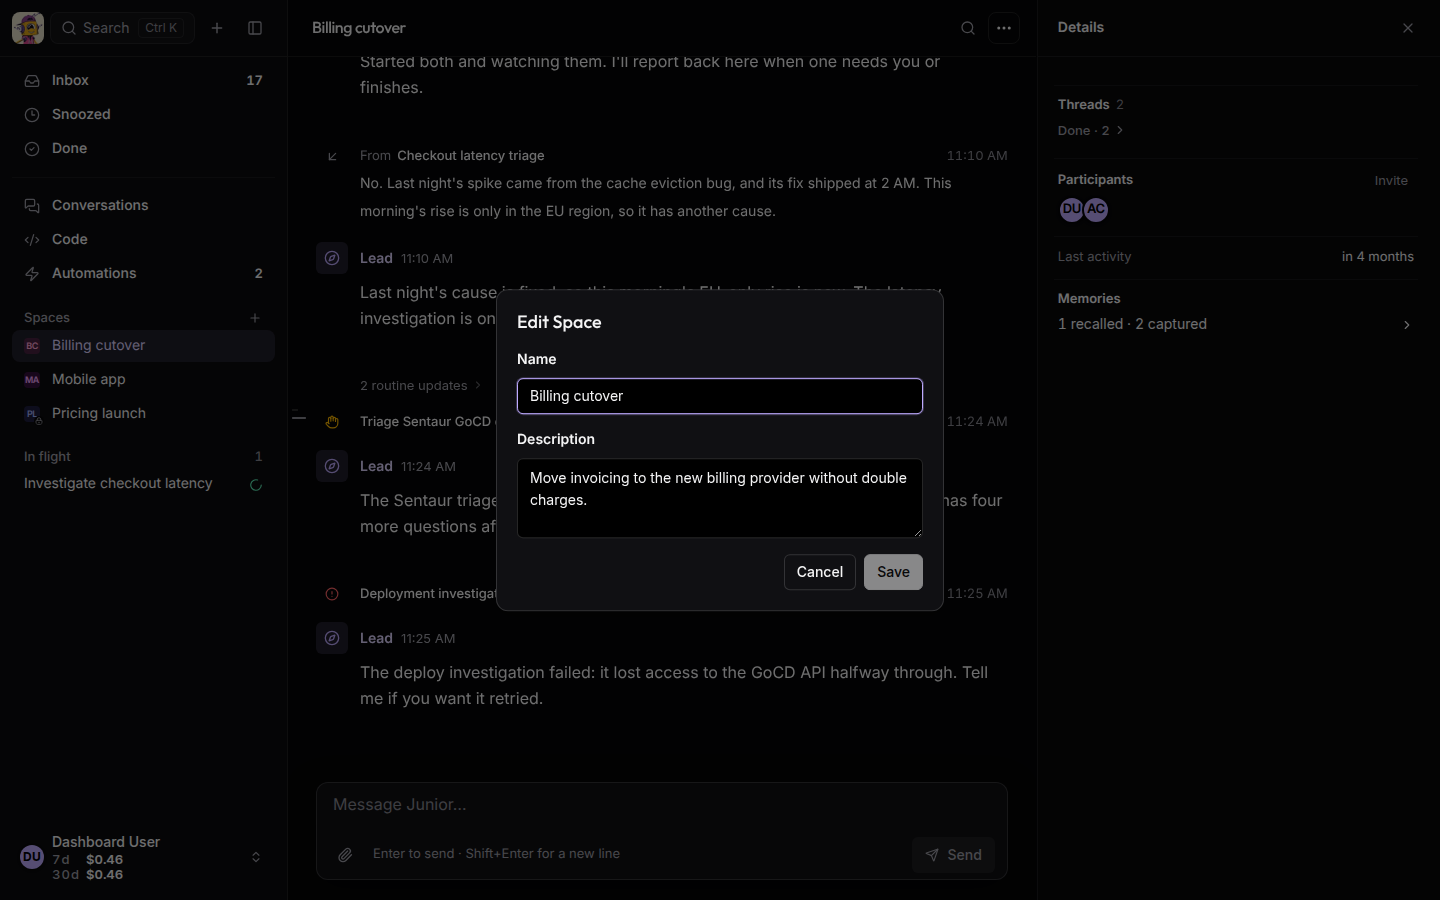 Search Ctrl K
Inbox 17
Snoozed
Done
Conversations
Code
Automations 2
Spaces
BC Billing cutover
MA Mobile app
PL Pricing launch
In flight 1
Investigate checkout latency
DU Dashboard User
7d $0.46
30d $0.46
Billing cutover
Started both and watching them. I'll report back here when one needs you or
finishes.
From Checkout latency triage 11:10 AM
No. Last night's spike came from the cache eviction bug, and its fix shipped at 2 AM. This
morning's rise is only in the EU region, so it has another cause.
Lead 11:10 AM
Last night's cause
investigation is on
2 routine updates
Triage Sentaur GoCD 11:24 AM
Lead 11:24 AM
The Sentaur triage has four
more questions
Deployment 11:25 AM
Lead 11:25 AM
The deploy investigation failed: it lost access to the GoCD API halfway through. Tell
me if you want it retried.
Message Junior...
Enter to send · Shift+Enter for a new line
Send
Edit Space
Name
Billing cutover
Description
Move invoicing to the new billing provider without double
charges.
Cancel Save
Details
Threads 2
Done · 2
Participants Invite
DU AC
Last activity in 4 months
Memories
1 recalled · 2 captured